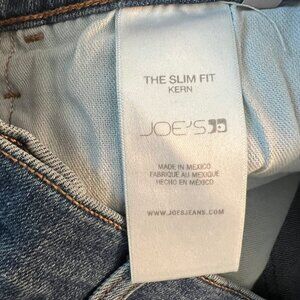 THE SLIM FIT
KERN
JOE'S
MADE IN MEXICO
FABRIQUÉ AU MEXIQUE
HECHO EN MÉXICO
WWW.JOESJEANS.COM